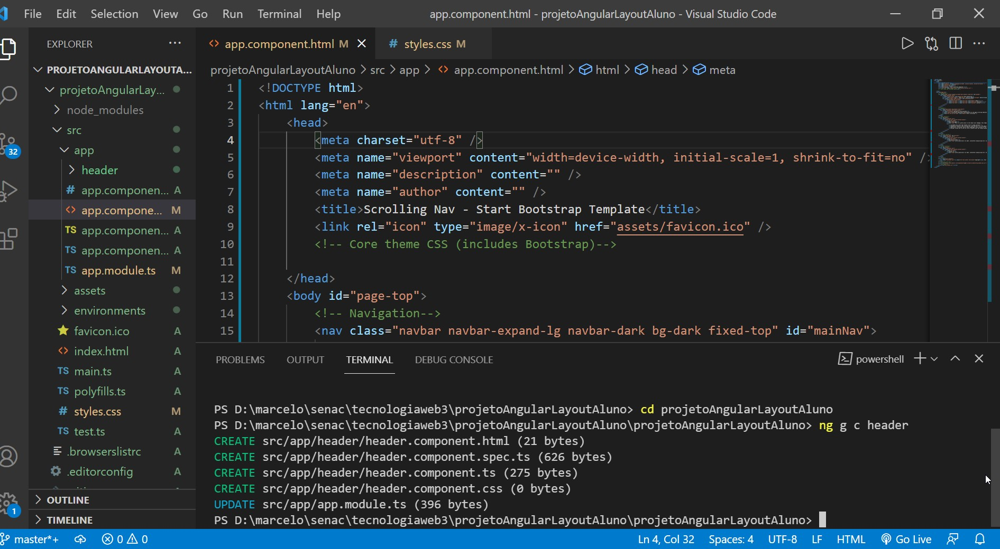 File Edit Selection View Go Run Terminal Help app.component.html - projetoAngularLayoutAluno - Visual Studio Code
EXPLORER ···
app.component.html M
# styles.css M
PROJETOANGULARLAYOUTA...
projetoAngularLayoutAluno > src > app > app.component.html > html > head > meta
projetoAngularLay...
node_modules
src
app
header
# app.componen... A
app.compone... M
TS app.componen... A
TS app.componen... A
TS app.module.ts M
assets
environments
favicon.ico A
index.html A
TS main.ts A
TS polyfills.ts A
# styles.css M
TS test.ts A
.browserslistrc A
.editorconfig A
OUTLINE
TIMELINE
32
1
1 <!DOCTYPE html>
2 <html lang="en">
3 <head>
4 <meta charset="utf-8" />
5 <meta name="viewport" content="width=device-width, initial-scale=1, shrink-to-fit=no" />
6 <meta name="description" content="" />
7 <meta name="author" content="" />
8 <title>Scrolling Nav - Start Bootstrap Template</title>
9 <link rel="icon" type="image/x-icon" href="assets/favicon.ico" />
10 <!-- Core theme CSS (includes Bootstrap)-->
11
12 </head>
13 <body id="page-top">
14 <!-- Navigation-->
15 <nav class="navbar navbar-expand-lg navbar-dark bg-dark fixed-top" id="mainNav">
PROBLEMS OUTPUT TERMINAL DEBUG CONSOLE powershell
PS D:\marcelo\senac\tecnologiaweb3\projetoAngularLayoutAluno> cd projetoAngularLayoutAluno
PS D:\marcelo\senac\tecnologiaweb3\projetoAngularLayoutAluno\projetoAngularLayoutAluno> ng g c header
CREATE src/app/header/header.component.html (21 bytes)
CREATE src/app/header/header.component.spec.ts (626 bytes)
CREATE src/app/header/header.component.ts (275 bytes)
CREATE src/app/header/header.component.css (0 bytes)
UPDATE src/app/app.module.ts (396 bytes)
PS D:\marcelo\senac\tecnologiaweb3\projetoAngularLayoutAluno\projetoAngularLayoutAluno>
master*+ 0 0 Ln 4, Col 32 Spaces: 4 UTF-8 LF HTML Go Live